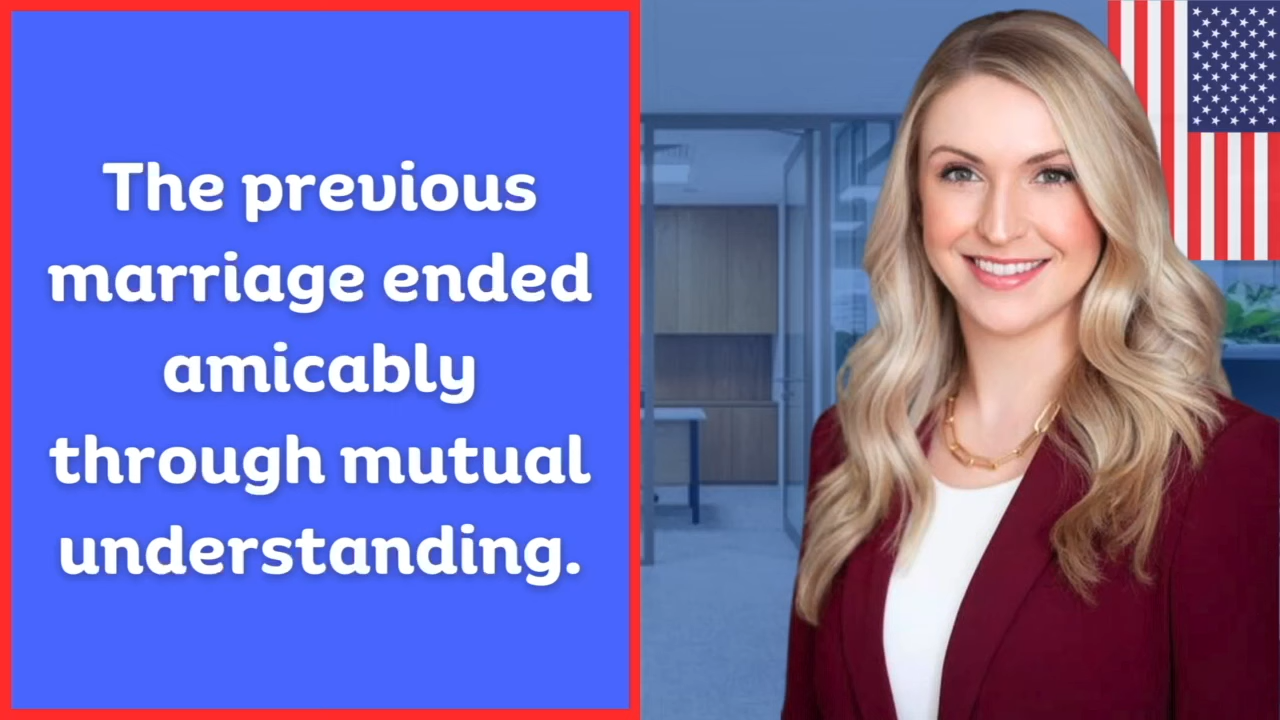 The previous
marriage ended
amicably
through mutual
understanding.